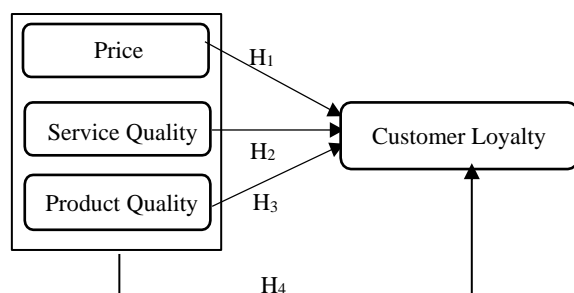 Price
H1
Service Quality
Customer Loyalty
H2
Product Quality
H3
H4